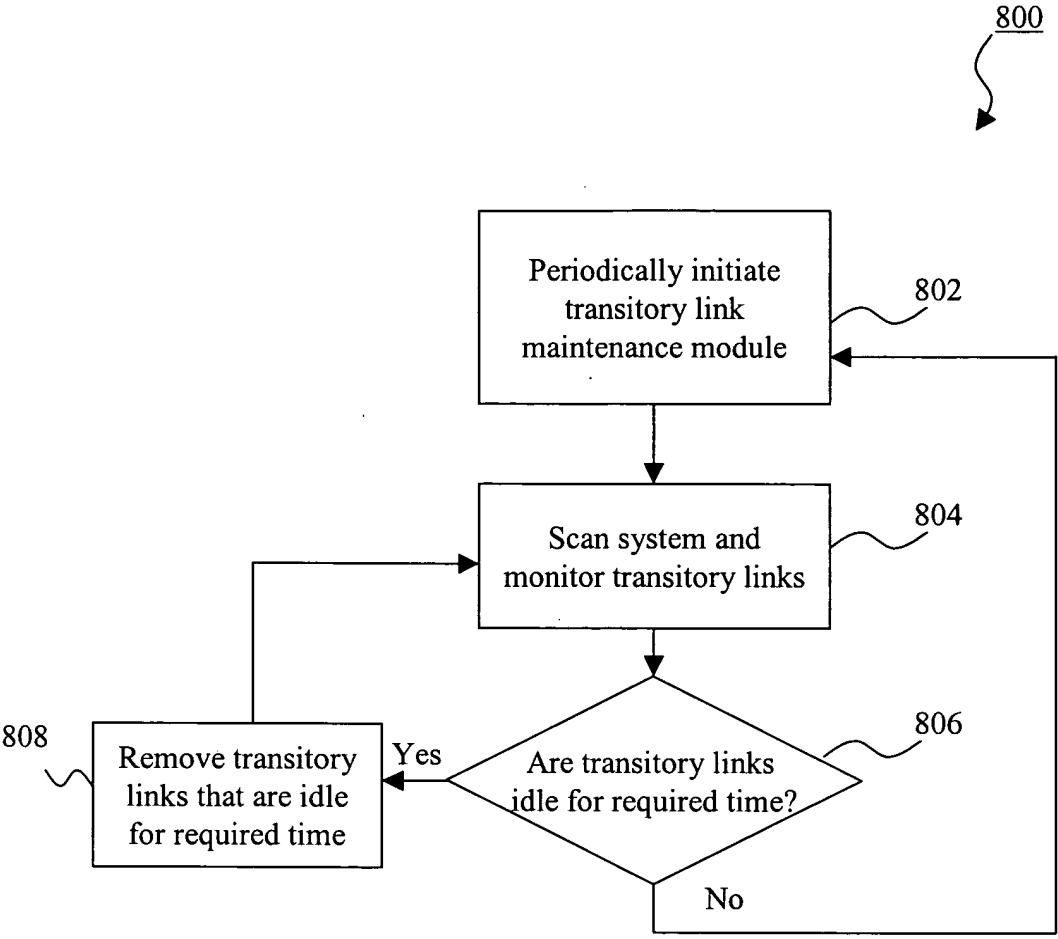 800
Periodically initiate
transitory link
maintenance module
802
Scan system and
monitor transitory links
804
Are transitory links
idle for required time?
806
Yes
808
Remove transitory
links that are idle
for required time
No